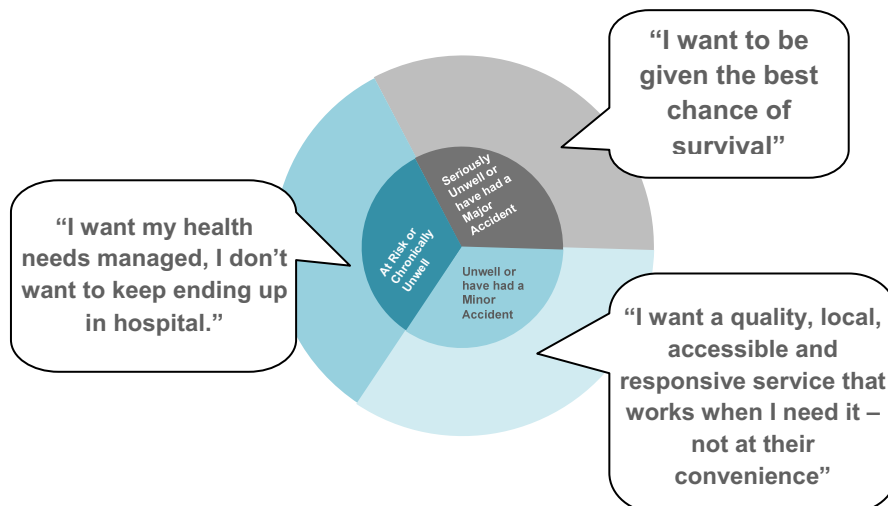 “I want to be
given the best
chance of
survival”
Seriously
Unwell or
have had a
Major
Accident
“I want my health
needs managed, I don’t
want to keep ending up
in hospital.”
At Risk or
Chronically
Unwell
Unwell or
have had a
Minor
Accident
“I want a quality, local,
accessible and
responsive service that
works when I need it –
not at their
convenience”